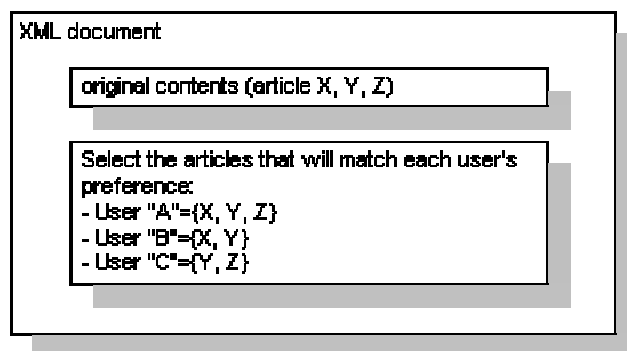 XML document
original contents (article X, Y, Z)
Select the articles that will match each user's
preference:
- User "A"={X, Y, Z}
- User "B"={X, Y}
- User "C"={Y, Z}